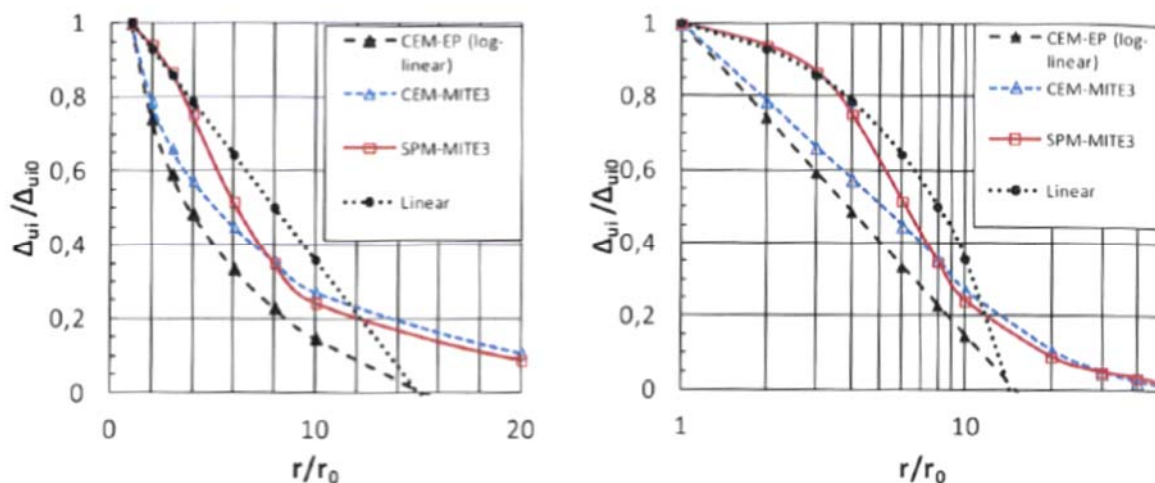 1
0,8
0,6
0,4
0,2
0
Δui /Δui0
0
10
20
r/r0
CEM-EP (log-
linear)
CEM-MITE3
SPM-MITE3
Linear
1
0,8
0,6
0,4
0,2
0
Δui /Δui0
1
10
r/r0
CEM-EP (log-
linear)
CEM-MITE3
SPM-MITE3
Linear